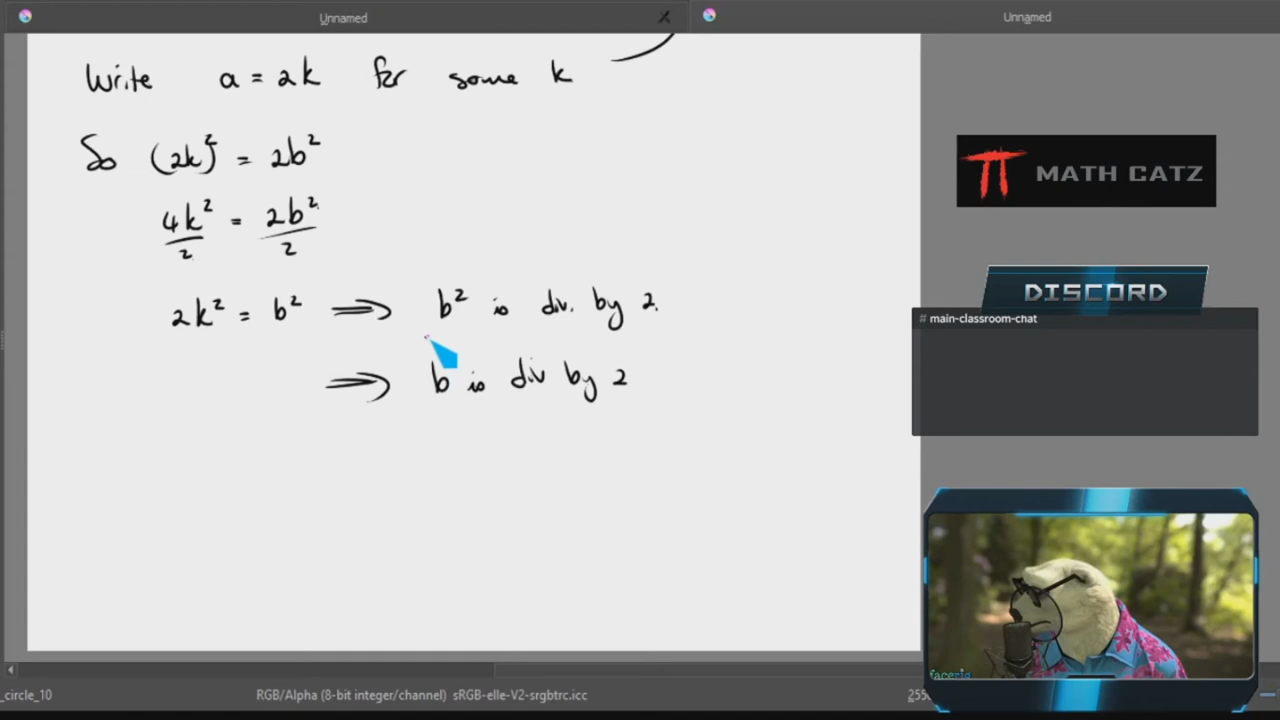 Unnamed
Unnamed
Write a = 2k for some k
So (2k)² = 2b²
4k²/2 = 2b²/2
2k² = b² ⟹ b² is div. by 2.
⟹ b is div by 2
π MATH CATZ
DISCORD
# main-classroom-chat
facerig
_circle_10
RGB/Alpha (8-bit integer/channel) sRGB-elle-V2-srgbtrc.icc